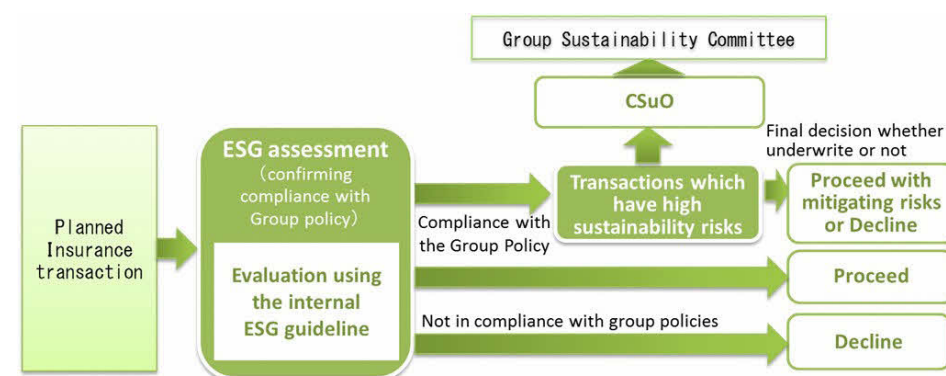 Group Sustainability Committee
CSuO
Final decision whether
underwrite or not
ESG assessment
(confirming
compliance with
Group policy)
Transactions which
have high
sustainability risks
Proceed with
mitigating risks
or Decline
Planned
Insurance
transaction
Compliance with
the Group Policy
Evaluation using
the internal
ESG guideline
Proceed
Not in compliance with group policies
Decline